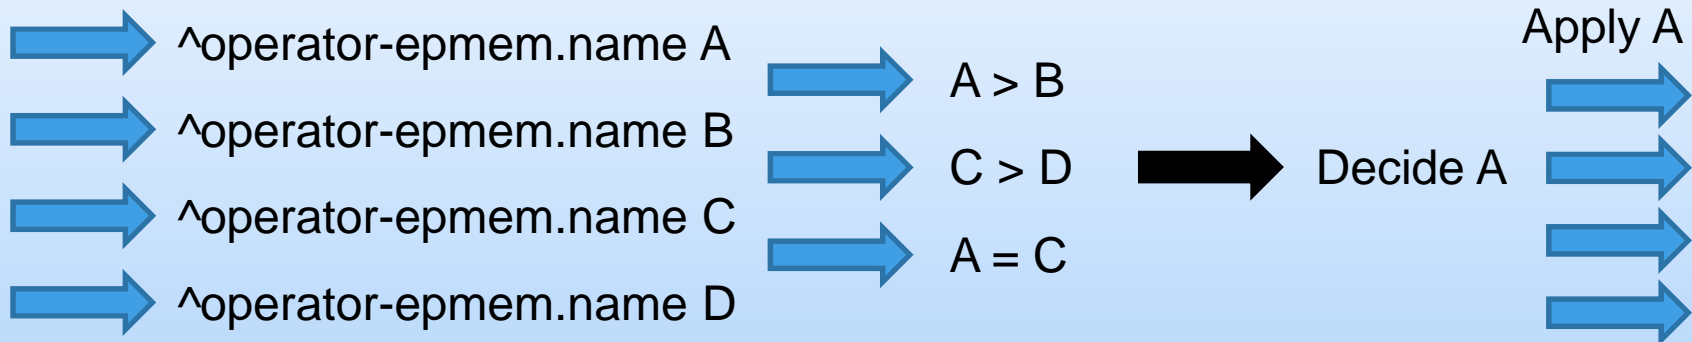 ^operator-epmem.name A
^operator-epmem.name B
^operator-epmem.name C
^operator-epmem.name D
A > B
C > D
A = C
Decide A
Apply A